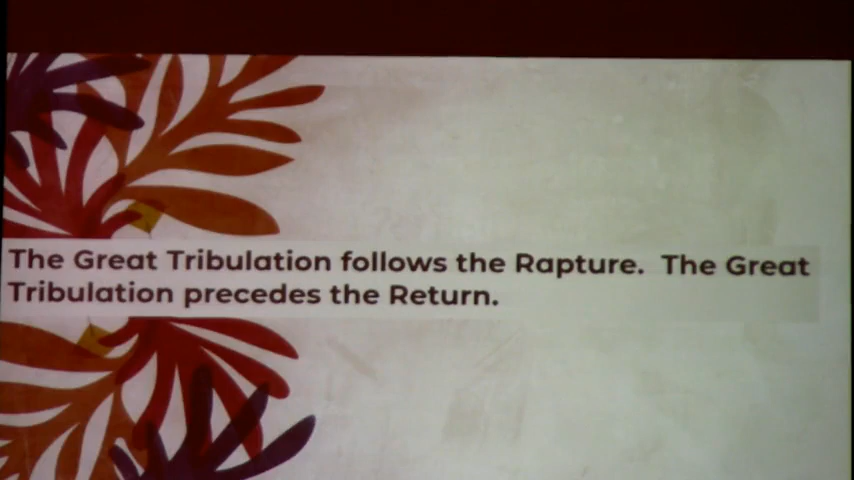 The Great Tribulation follows the Rapture. The Great
Tribulation precedes the Return.